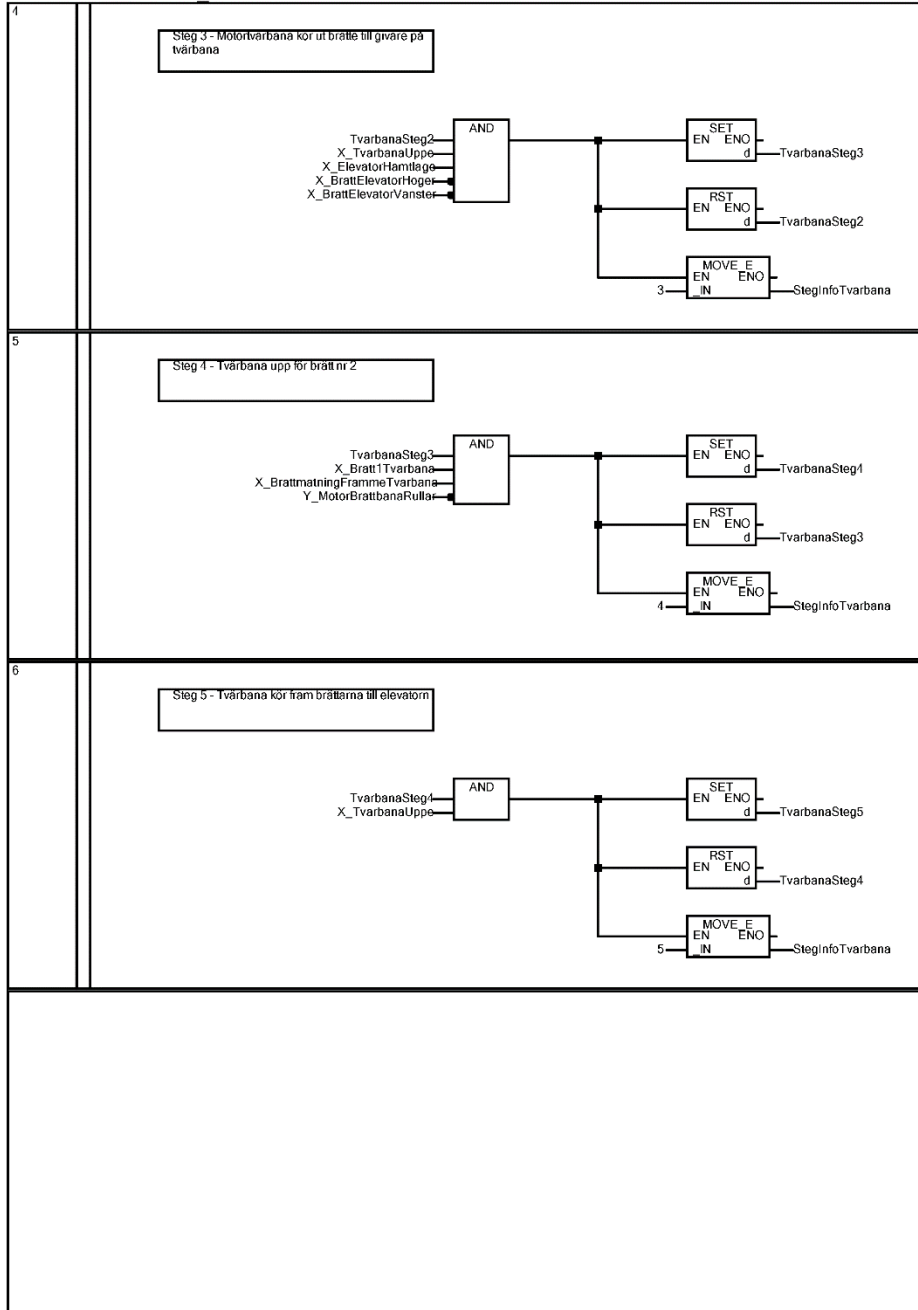 4
Steg 3 - Motortvärbana kör ut brätte till givare på
tvärbana
AND
TvarbanaSteg2
X_TvarbanaUppe
X_ElevatorHamtlage
X_BrattElevatorHoger
X_BrattElevatorVanster
SET
EN ENO
d
TvarbanaSteg3
RST
EN ENO
d
TvarbanaSteg2
MOVE_E
EN ENO
3
_IN
StegInfoTvarbana
5
Steg 4 - Tvärbana upp för brätt nr 2
AND
TvarbanaSteg3
X_Bratt1Tvarbana
X_BrattmatningFrammeTvarbana
Y_MotorBrattbanaRullar
SET
EN ENO
d
TvarbanaSteg4
RST
EN ENO
d
TvarbanaSteg3
MOVE_E
EN ENO
4
_IN
StegInfoTvarbana
6
Steg 5 - Tvärbana kör fram brättarna till elevatorn
AND
TvarbanaSteg4
X_TvarbanaUppe
SET
EN ENO
d
TvarbanaSteg5
RST
EN ENO
d
TvarbanaSteg4
MOVE_E
EN ENO
5
_IN
StegInfoTvarbana